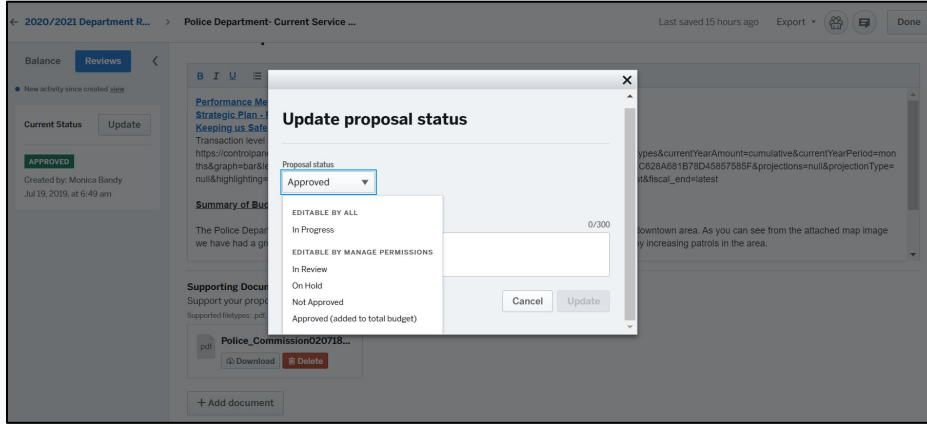 ← 2020/2021 Department R... > Police Department- Current Service ...
Last saved 15 hours ago Export Done
Balance Reviews
New activity since created view
Current Status Update
APPROVED
Created by: Monica Bandy
Jul 19, 2019, at 6:49 am
B I U
Performance Me
Strategic Plan -
Keeping us Safe
Transaction level
https://controlpan
ypes&currentYearAmount=cumulative&currentYearPeriod=mon
ths&graph=bar&le
C628A681B78D45857585F&projections=null&projectionType=
null&highlighting=
t&fiscal_end=latest
Summary of Bud
The Police Depar
downtown area. As you can see from the attached map image
we have had a gr
y increasing patrols in the area.
Update proposal status
Proposal status
Approved
EDITABLE BY ALL
In Progress
EDITABLE BY MANAGE PERMISSIONS
In Review
On Hold
Not Approved
Approved (added to total budget)
0/300
Cancel Update
Supporting Docun
Support your propo
Supported filetypes: .pdf,
pdf
Police_Commission020718...
Download Delete
+ Add document